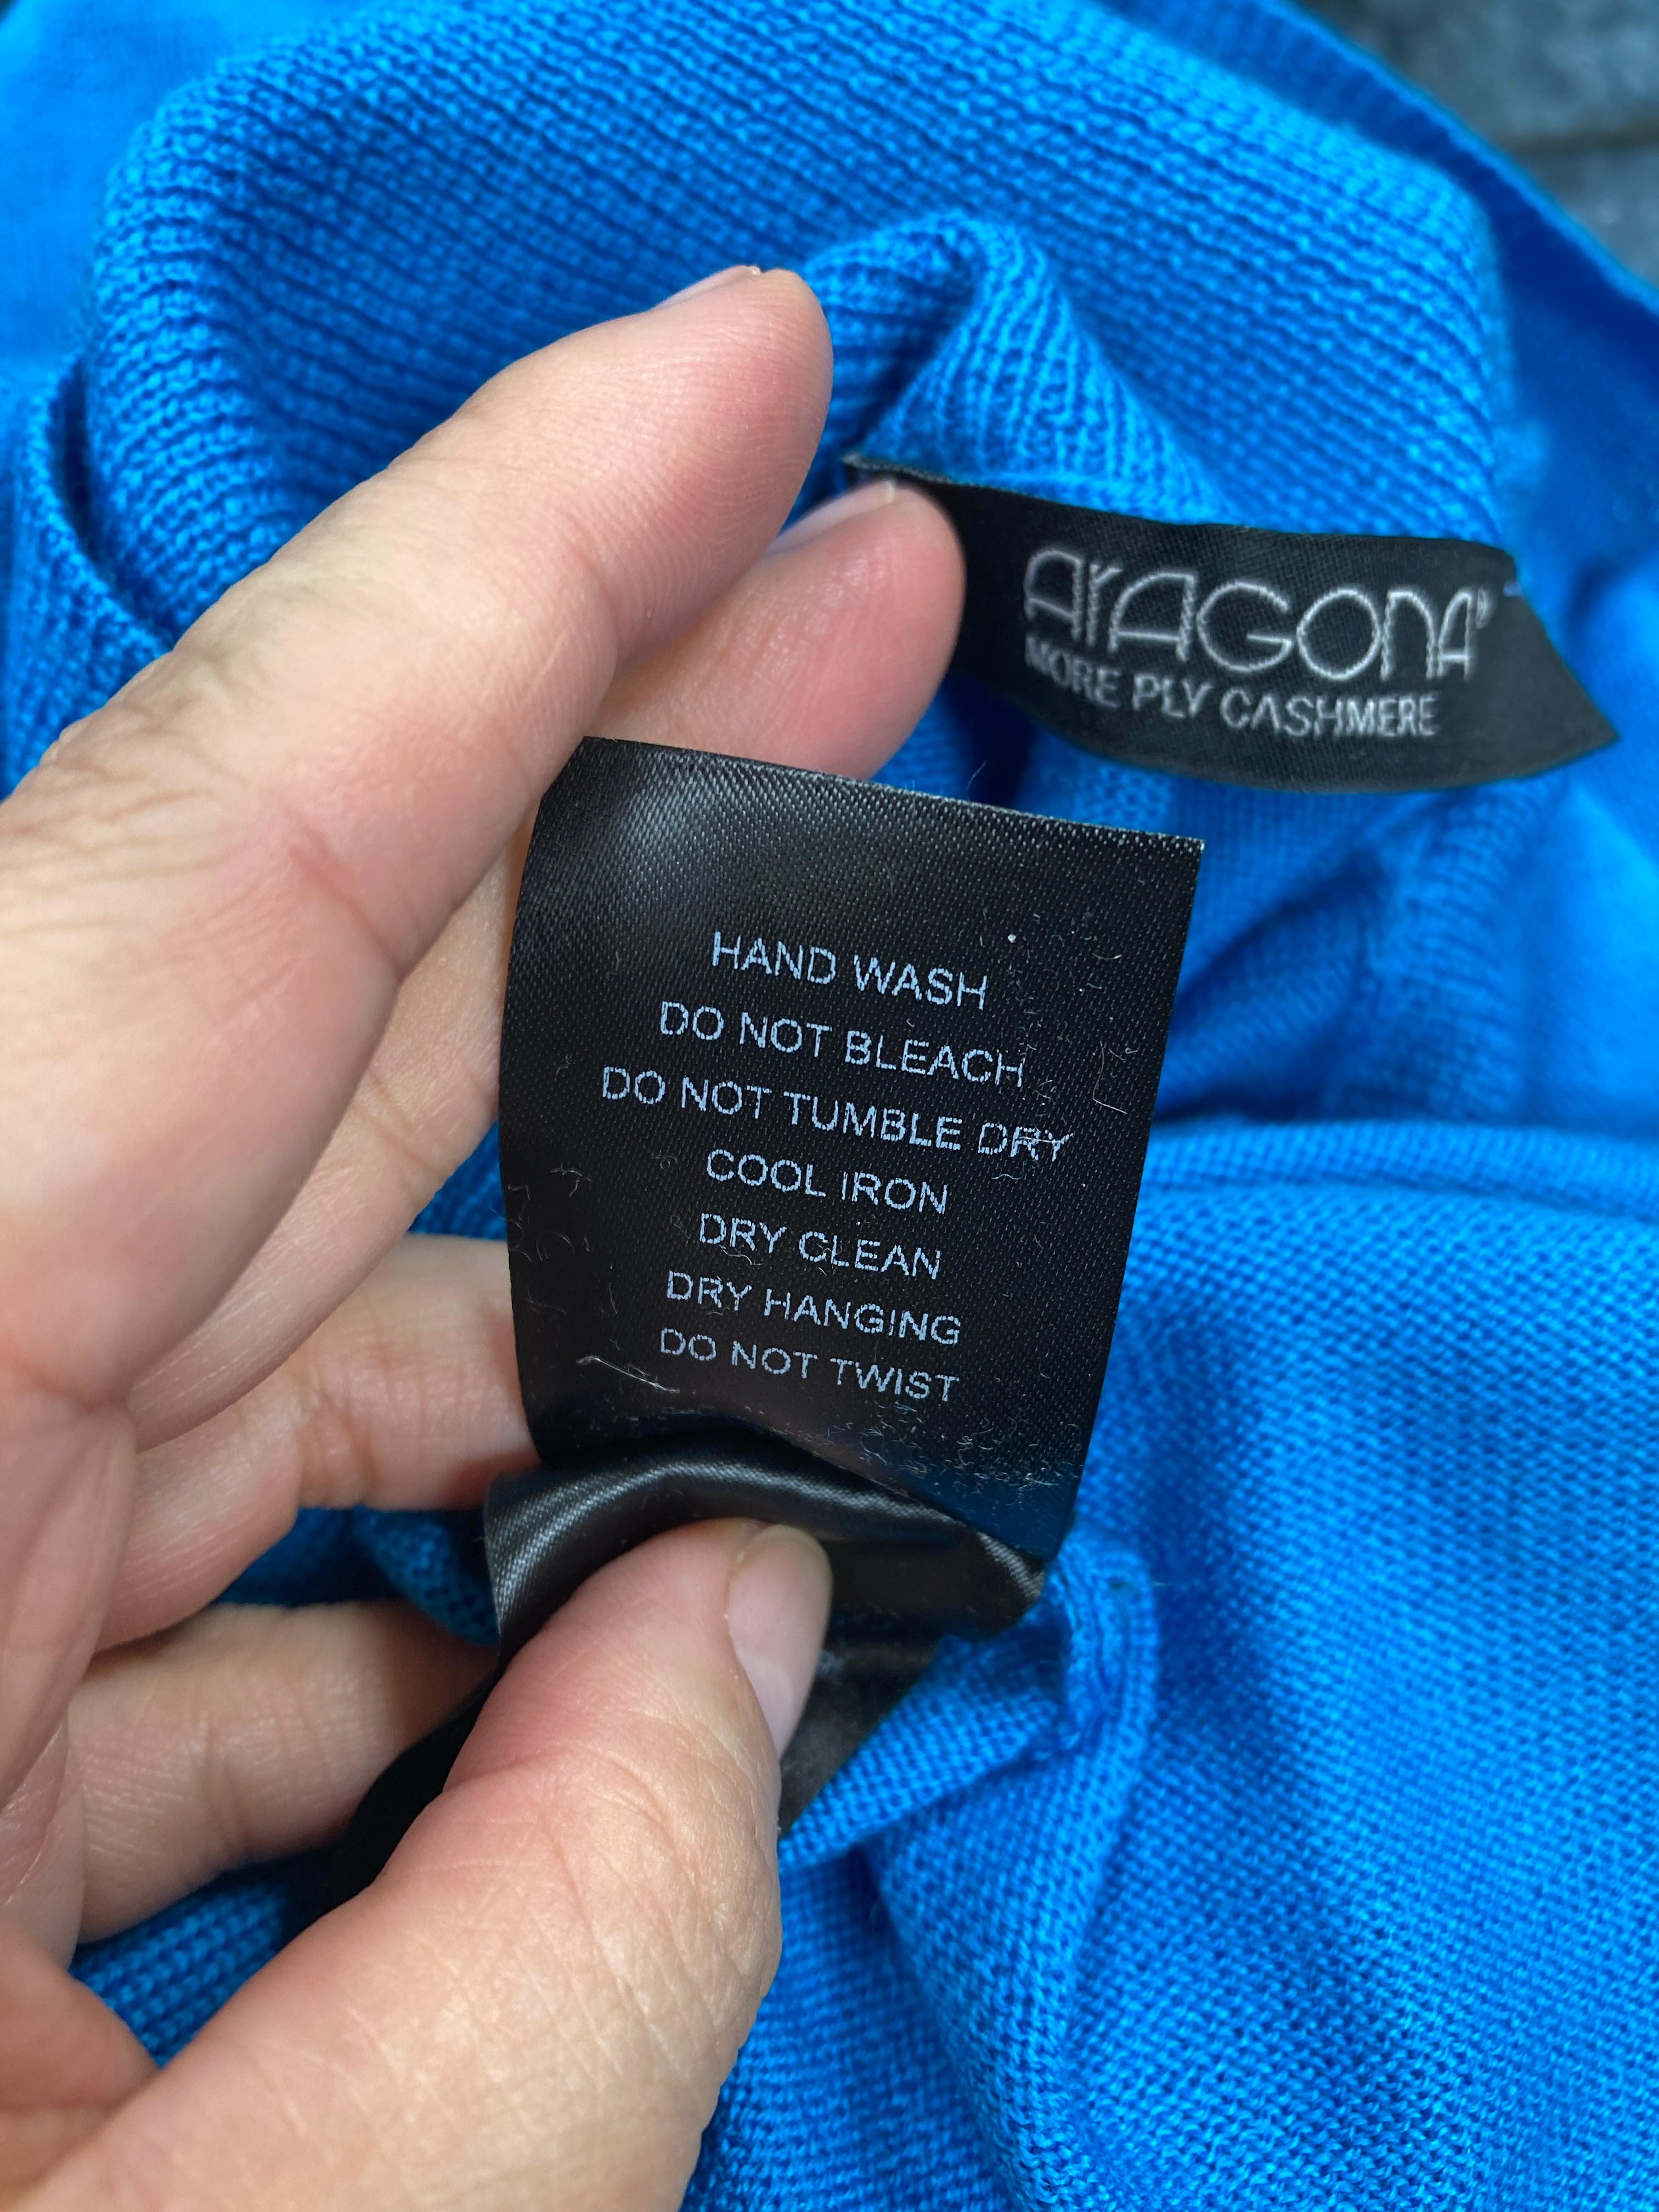 ArAGONA
MORE PLY CASHMERE
HAND WASH
DO NOT BLEACH
DO NOT TUMBLE DRY
COOL IRON
DRY CLEAN
DRY HANGING
DO NOT TWIST